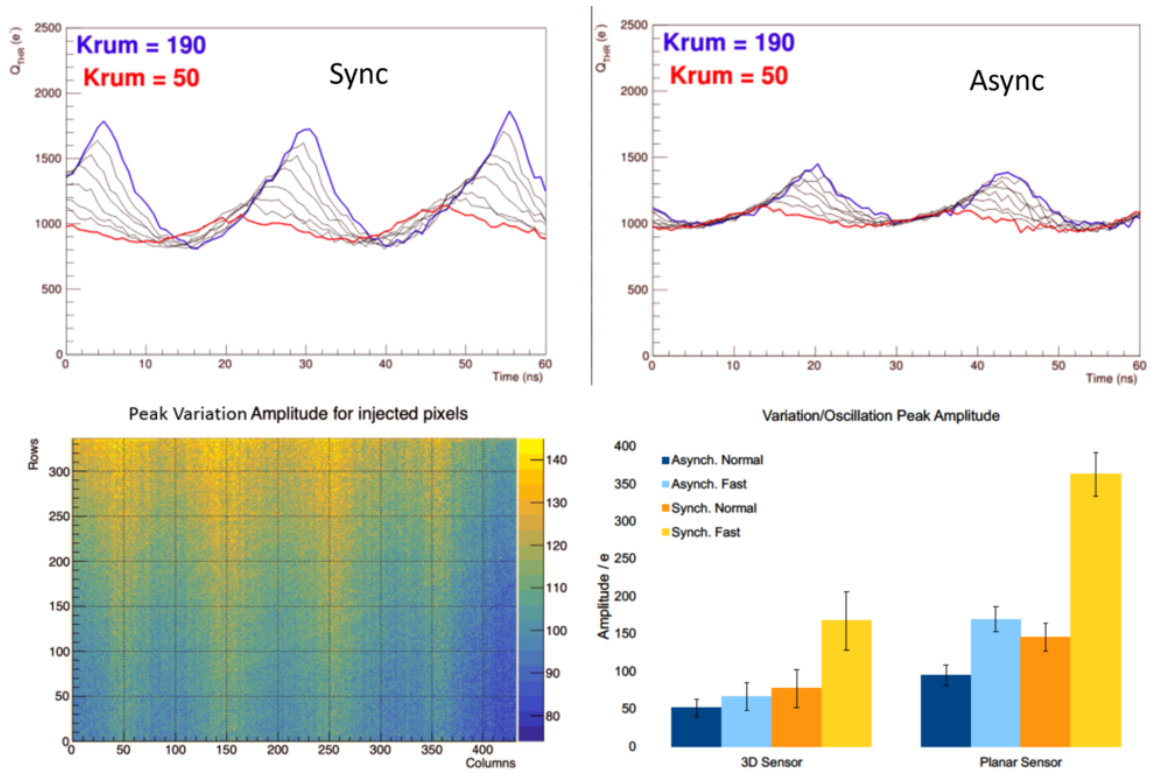 Q_THR (e⁻)
2500
2000
1500
1000
500
0
Krum = 190
Krum = 50
Sync
0 10 20 30 40 50 60
Time (ns)
Q_THR (e⁻)
2500
2000
1500
1000
500
0
Krum = 190
Krum = 50
Async
0 10 20 30 40 50 60
Time (ns)
Peak Variation Amplitude for injected pixels
Rows
300
250
200
150
100
50
0
0 50 100 150 200 250 300 350 400
Columns
140
130
120
110
100
90
80
Variation/Oscillation Peak Amplitude
Amplitude / e
400
350
300
250
200
150
100
50
0
Asynch. Normal
Asynch. Fast
Synch. Normal
Synch. Fast
3D Sensor
Planar Sensor